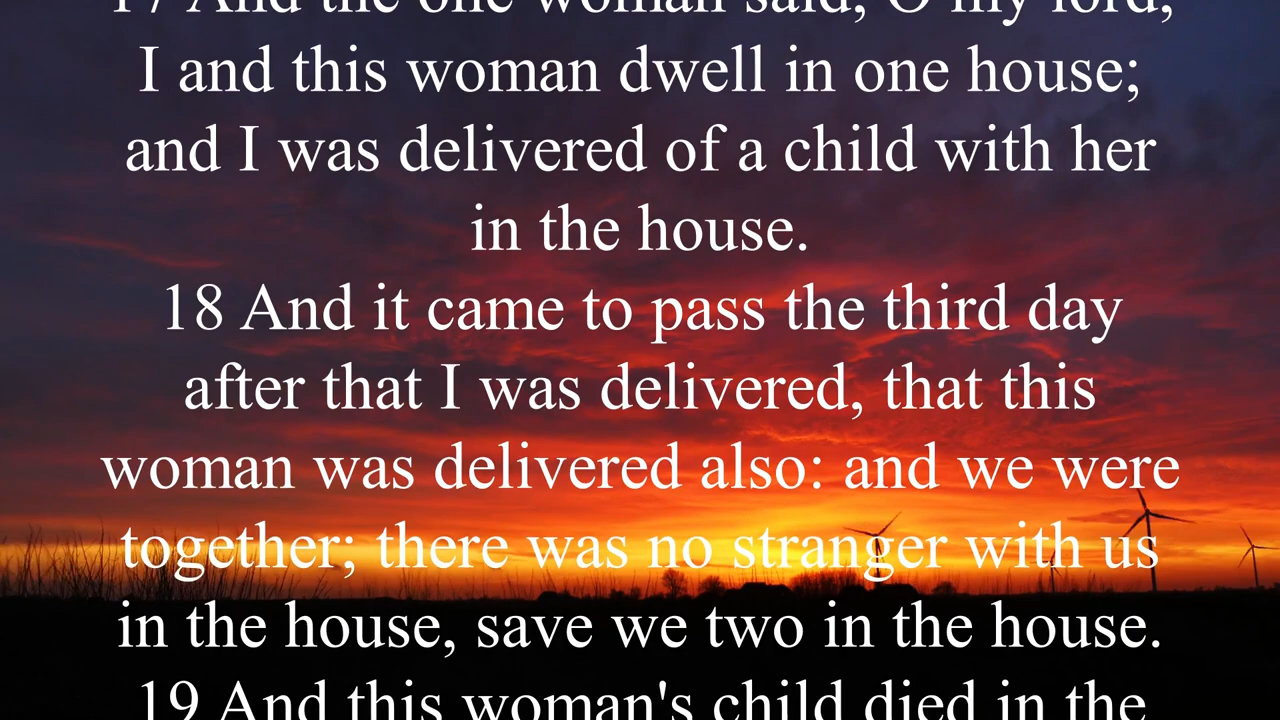 17 And the one woman said, O my lord,
I and this woman dwell in one house;
and I was delivered of a child with her
in the house.
18 And it came to pass the third day
after that I was delivered, that this
woman was delivered also: and we were
together; there was no stranger with us
in the house, save we two in the house.
19 And this woman's child died in the